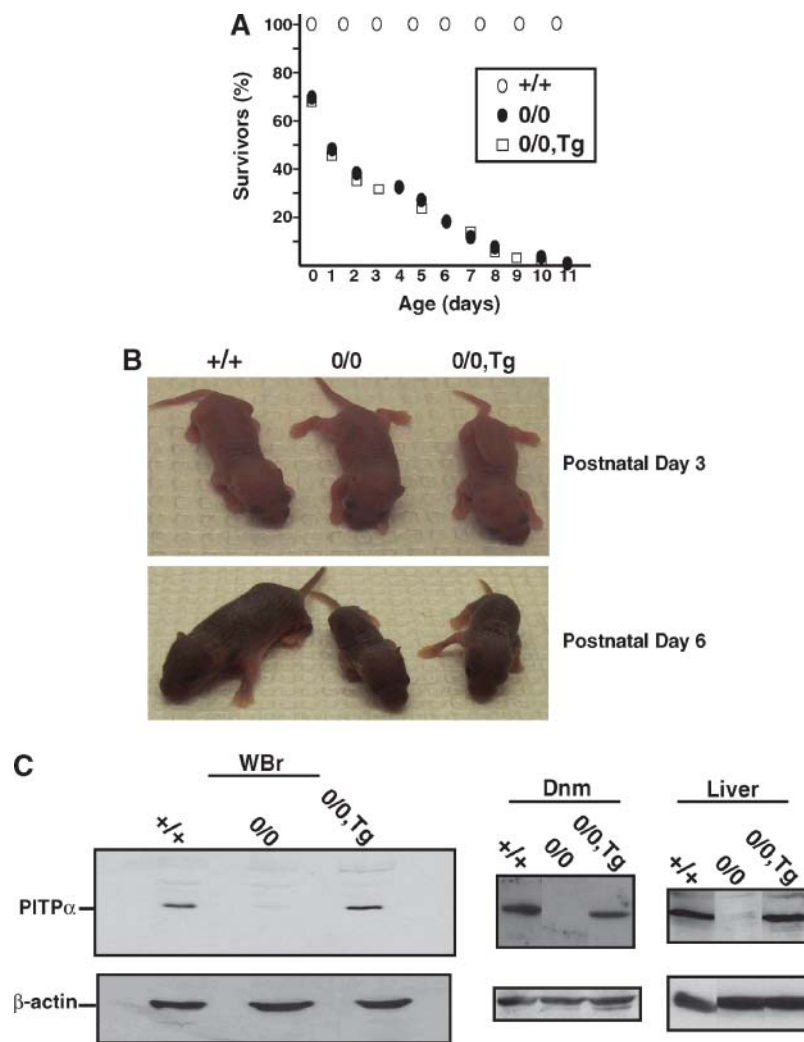 A
100
80
60
40
20
Survivors (%)
+/+
0/0
0/0,Tg
0 1 2 3 4 5 6 7 8 9 10 11
Age (days)
B
+/+ 0/0 0/0,Tg
Postnatal Day 3
Postnatal Day 6
C
WBr
+/+ 0/0 0/0,Tg
Dnm
+/+ 0/0 0/0,Tg
Liver
+/+ 0/0 0/0,Tg
PITPα
β-actin